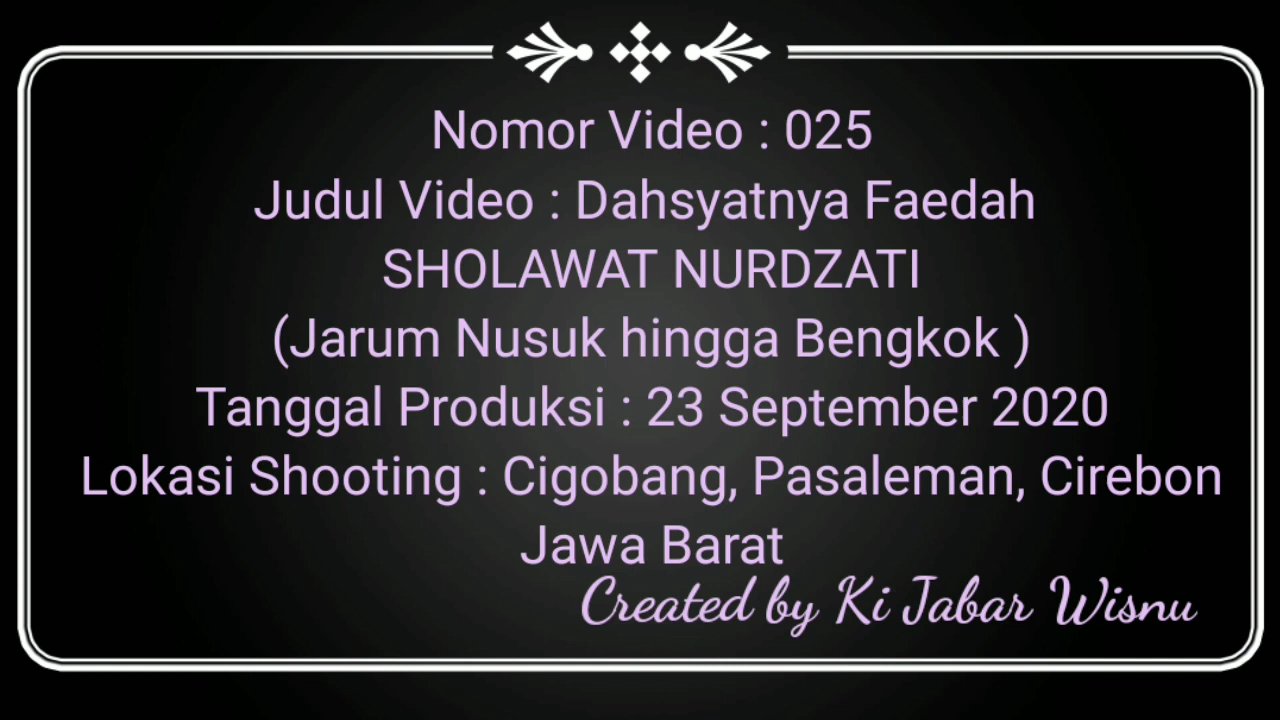 Nomor Video : 025
Judul Video : Dahsyatnya Faedah
SHOLAWAT NURDZATI
(Jarum Nusuk hingga Bengkok )
Tanggal Produksi : 23 September 2020
Lokasi Shooting : Cigobang, Pasaleman, Cirebon
Jawa Barat
Created by Ki Jabar Wisnu